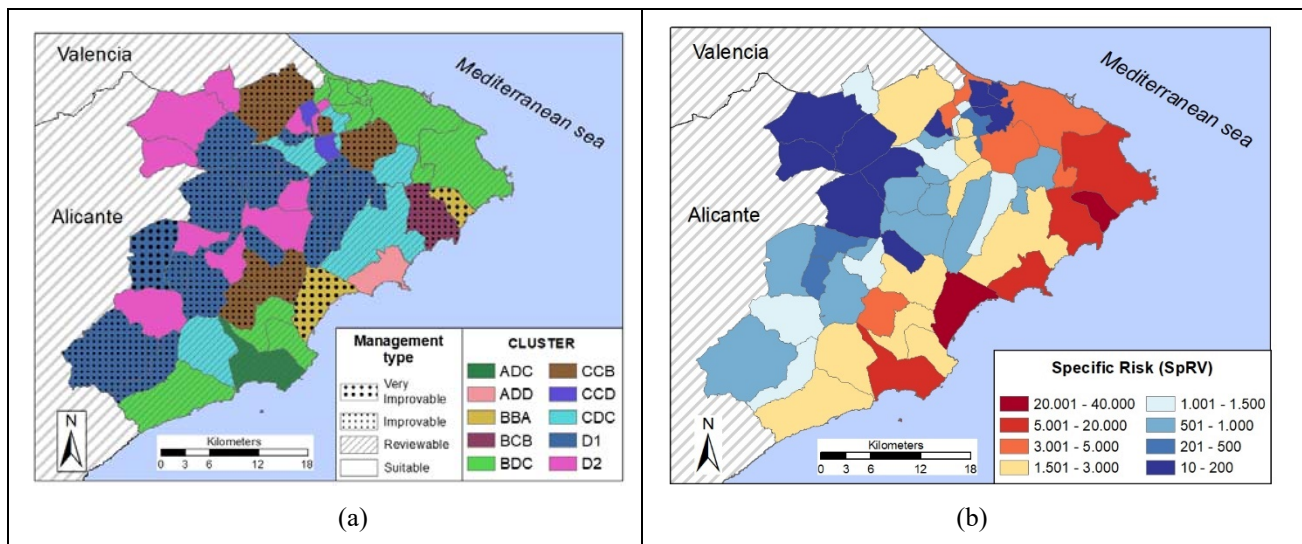 Valencia
Mediterranean sea
Alicante
Management
type
Very
Improvable
Improvable
Reviewable
Suitable
CLUSTER
ADC
ADD
BBA
BCB
BDC
CCB
CCD
CDC
D1
D2
N
Kilometers
0 3 6 12 18
(a)
Valencia
Mediterranean sea
Alicante
Specific Risk (SpRV)
20.001 - 40.000
5.001 - 20.000
3.001 - 5.000
1.501 - 3.000
1.001 - 1.500
501 - 1.000
201 - 500
10 - 200
N
Kilometers
0 3 6 12 18
(b)